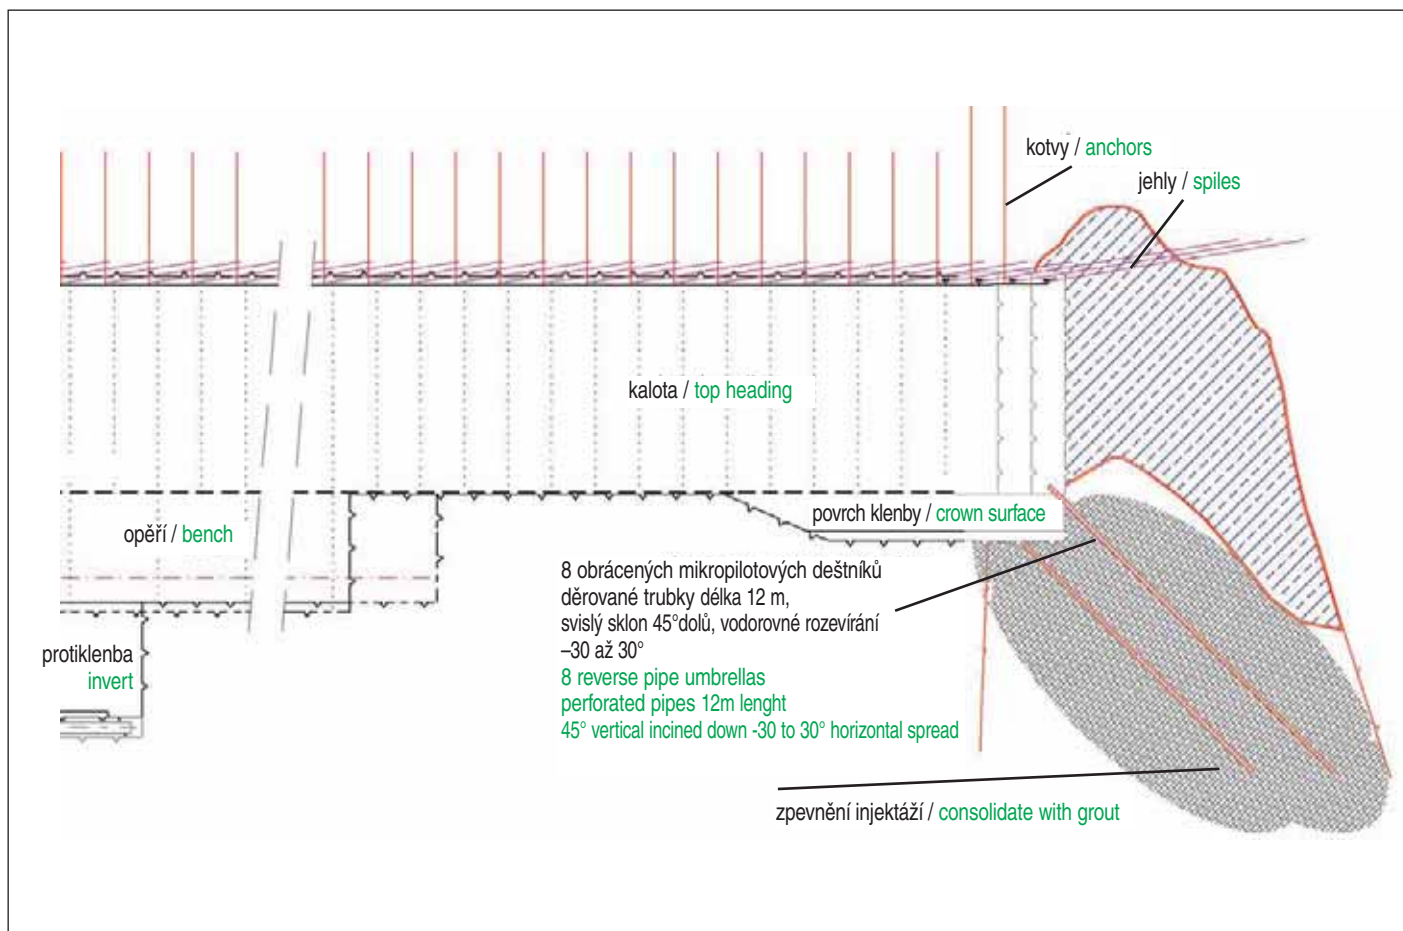 kotvy / anchors
jehly / spiles
kalota / top heading
opěří / bench
povrch klenby / crown surface
8 obrácených mikropilotových deštníků
děrované trubky délka 12 m,
svislý sklon 45°dolů, vodorovné rozevírání
–30 až 30°
8 reverse pipe umbrellas
perforated pipes 12m lenght
45° vertical incined down -30 to 30° horizontal spread
protiklenba
invert
zpevnění injektáží / consolidate with grout